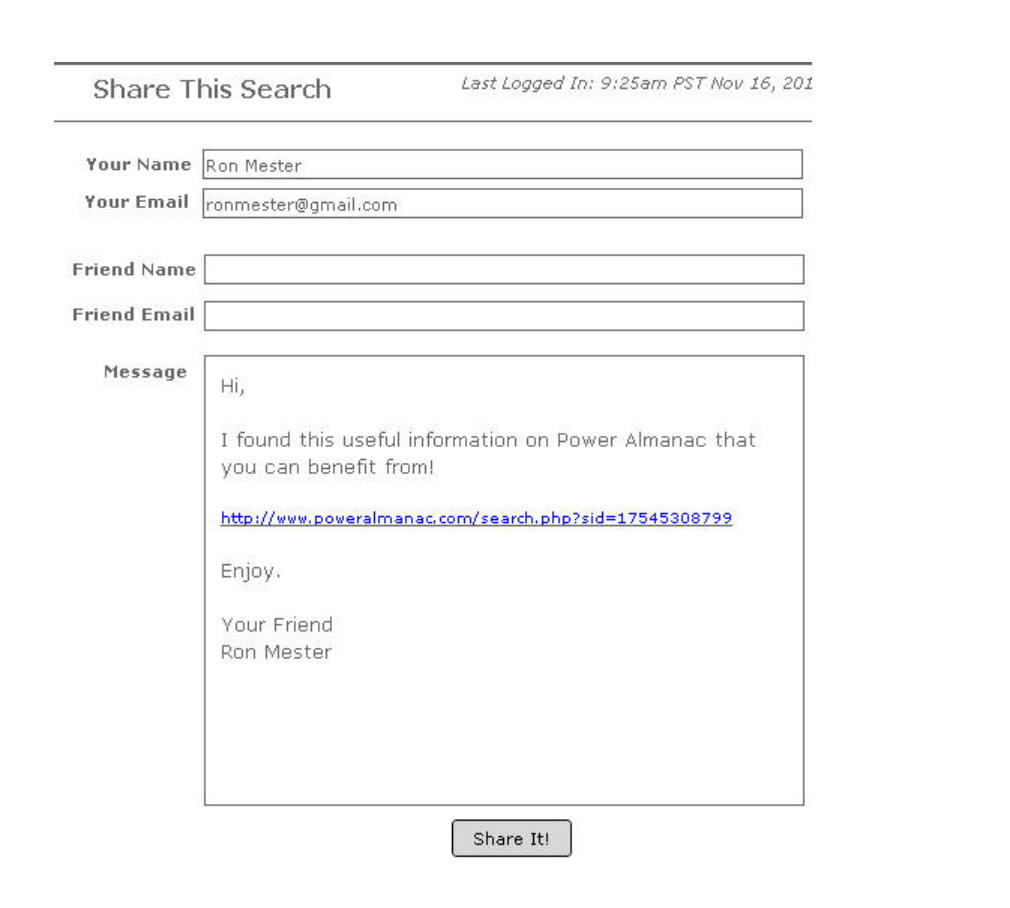 Share This Search
Last Logged In: 9:25am PST Nov 16, 201
Your Name
Ron Mester
Your Email
ronmester@gmail.com
Friend Name
Friend Email
Message
Hi,
I found this useful information on Power Almanac that
you can benefit from!
http://www.poweralmanac.com/search.php?sid=17545308799
Enjoy.
Your Friend
Ron Mester
Share It!